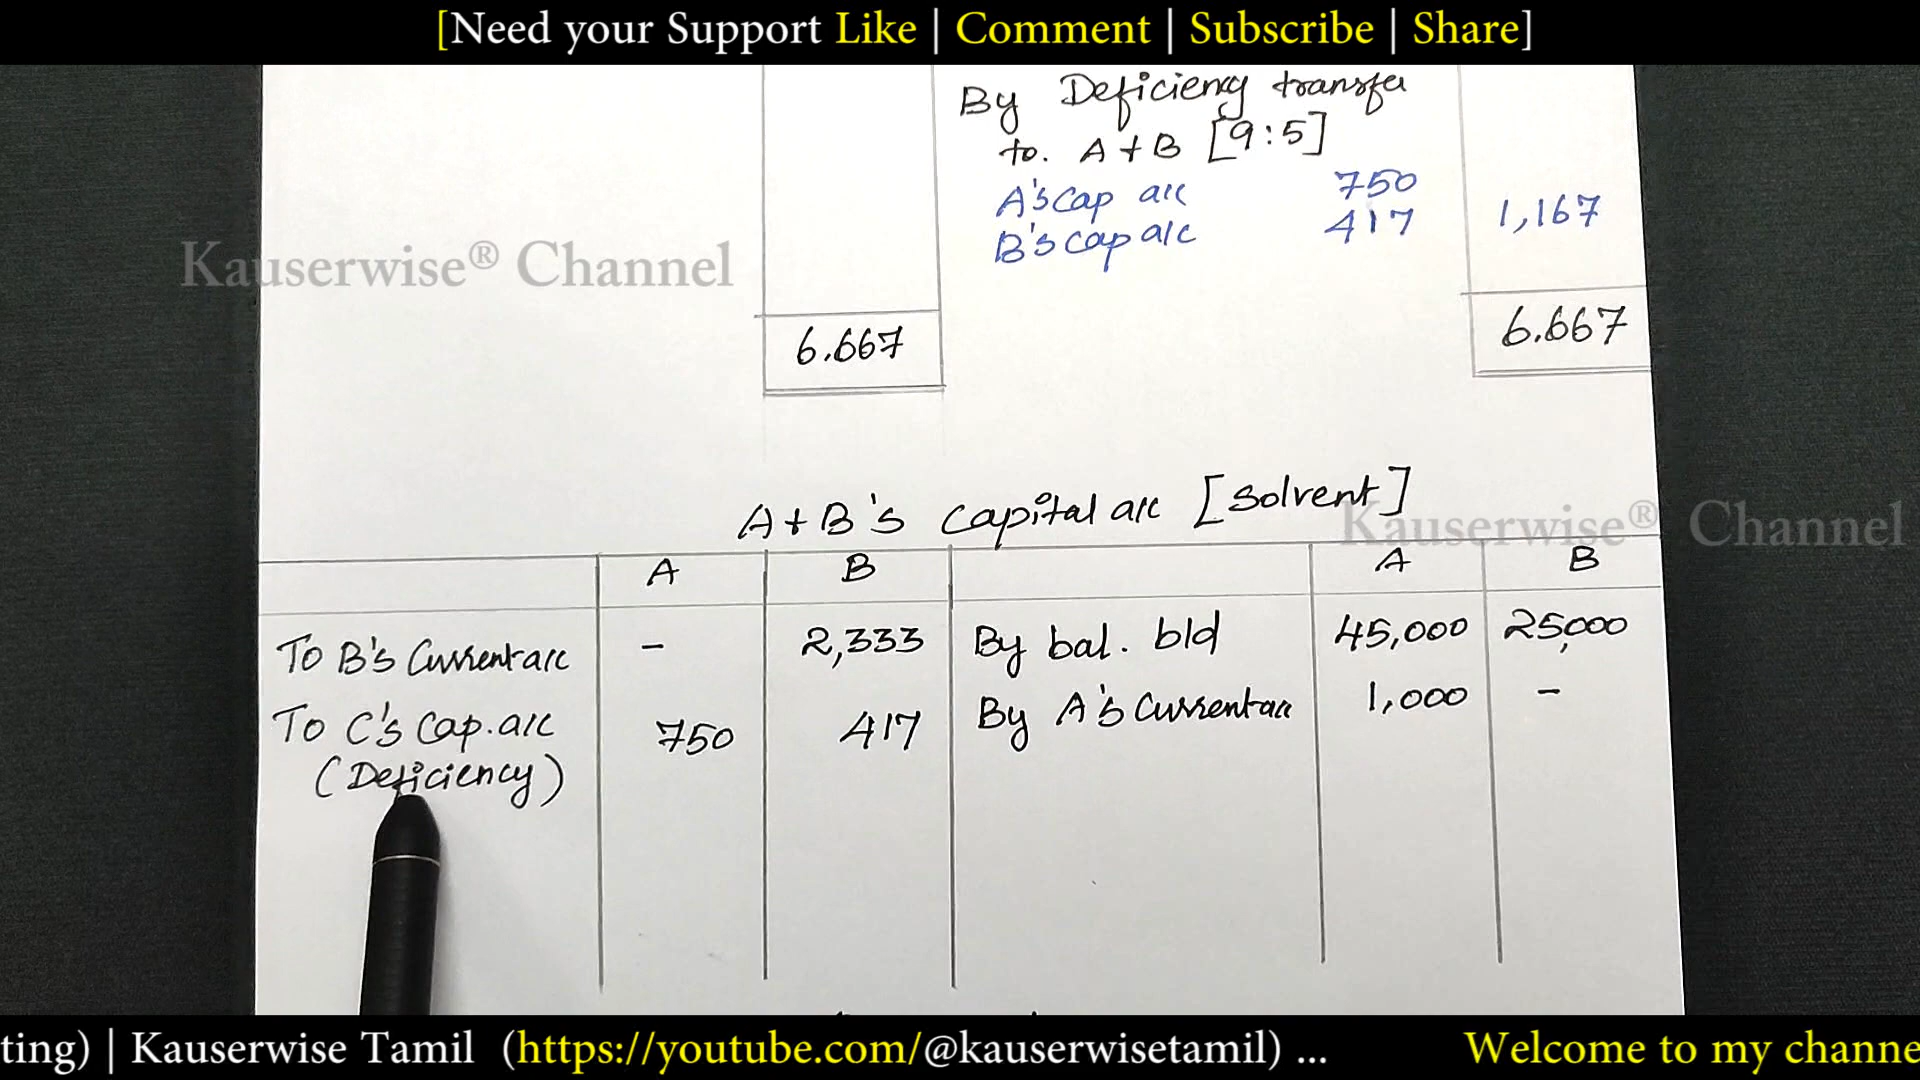 [Need your Support Like | Comment | Subscribe | Share]
By Deficiency transfer
to. A + B [9:5]
A's Cap a/c 750
B's Cap a/c 417 1,167
Kauserwise® Channel
6.667 6.667
A + B's Capital a/c [Solvent]
Kauserwise® Channel
A B A B
To B's Current a/c - 2,333 By bal. b/d 45,000 25,000
To C's Cap. a/c 750 417 By A's Current a/c 1,000 -
(Deficiency)
ting) | Kauserwise Tamil (https://youtube.com/@kauserwisetamil) ... Welcome to my channe